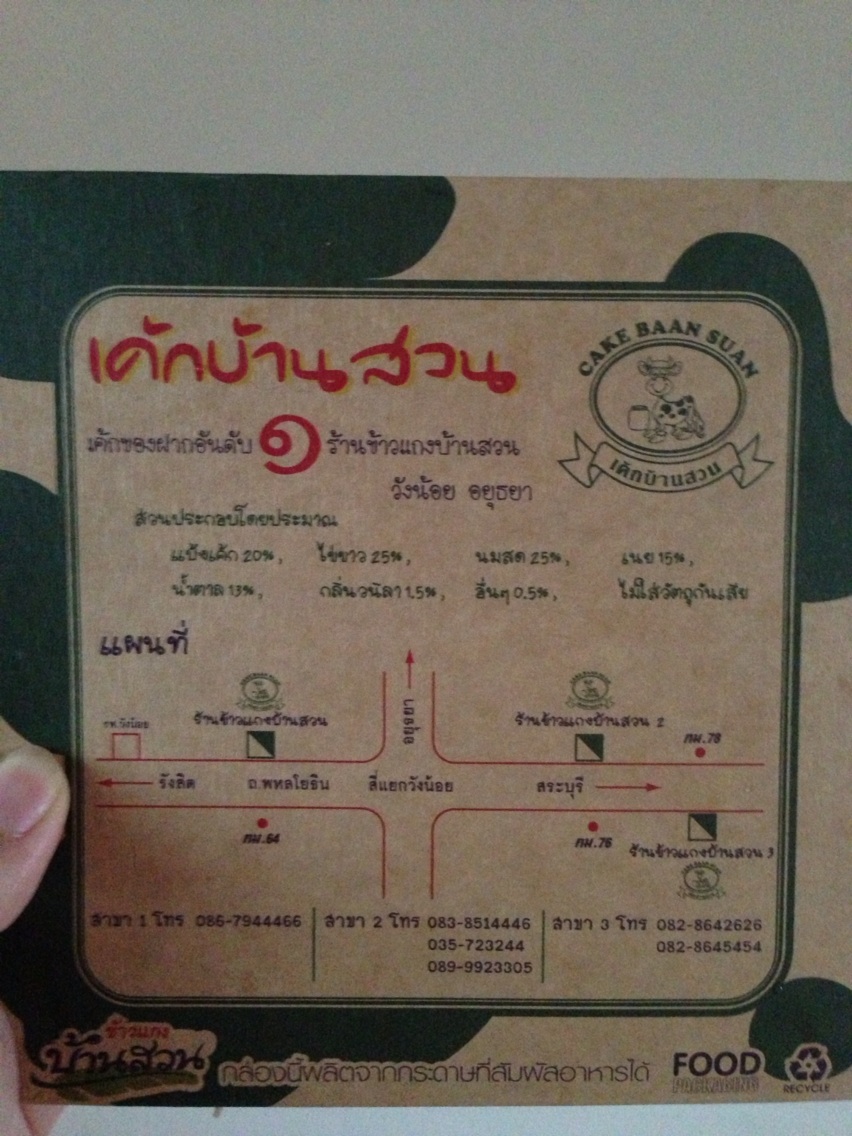 เค้กบ้านสวน
CAKE BAAN SUAN
เค้กบ้านสวน
เค้กของฝากอันดับ ๑ ร้านข้าวแกงบ้านสวน
วังน้อย อยุธยา
ส่วนประกอบโดยประมาณ
แป้งเค้ก 20%, ไข่ขาว 25%, นมสด 25%, เนย 15%,
น้ำตาล 13%, กลิ่นวนิลา 1.5%, อื่นๆ 0.5%, ไม่ใส่วัตถุกันเสีย
แผนที่
อยุธยา
ร้านข้าวแกงบ้านสวน
ร้านข้าวแกงบ้านสวน 2
กม.78
รังสิต ถ.พหลโยธิน สี่แยกวังน้อย สระบุรี
กม.64
กม.76
ร้านข้าวแกงบ้านสวน 3
สาขา 1 โทร 086-7944466
สาขา 2 โทร 083-8514446
035-723244
089-9923305
สาขา 3 โทร 082-8642626
082-8645454
ข้าวแกง
บ้านสวน
กล่องนี้ผลิตจากกระดาษที่สัมผัสอาหารได้
FOOD
PACKAGING
RECYCLE